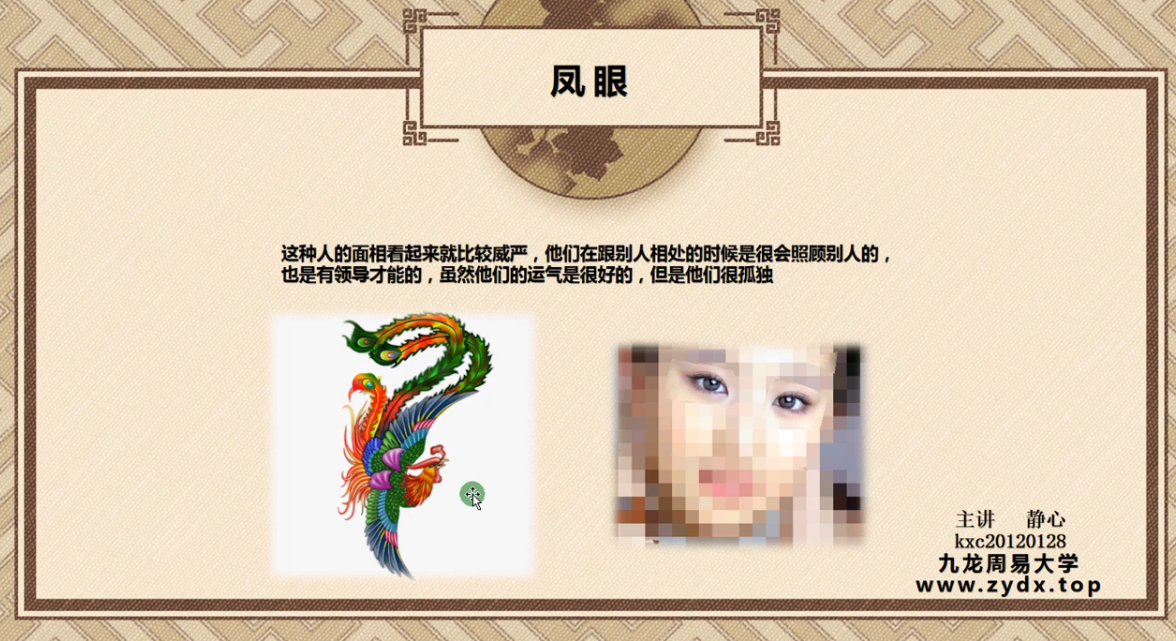 凤眼
这种人的面相看起来就比较威严，他们在跟别人相处的时候是很会照顾别人的，
也是有领导才能的，虽然他们的运气是很好的，但是他们很孤独
主讲 静心
kxc20120128
九龙周易大学
www.zydx.top